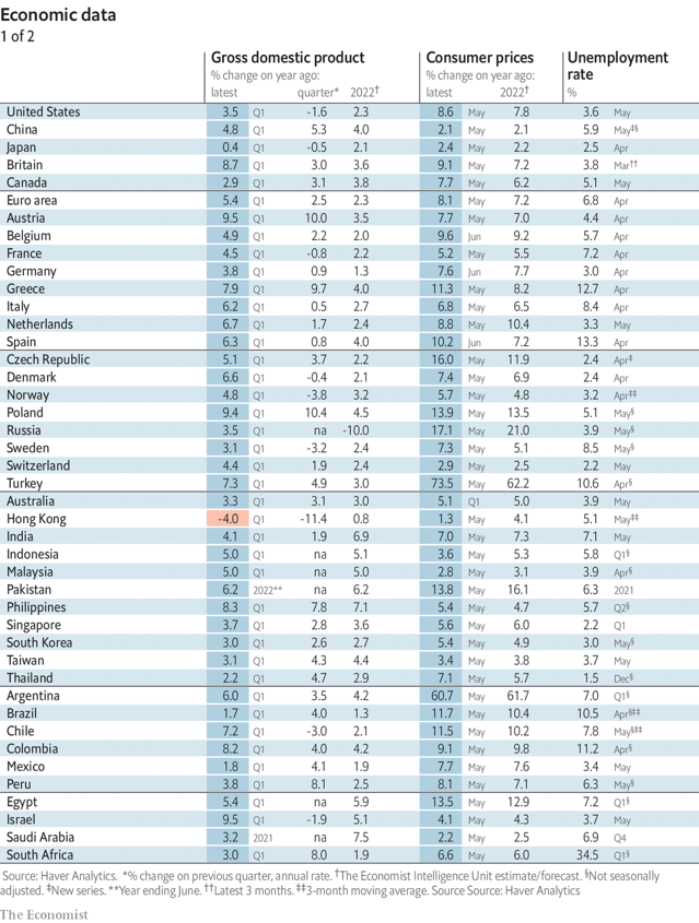 Economic data
1 of 2
Gross domestic product Consumer prices Unemployment
% change on year ago: % change on year ago: rate
latest quarter* 2022† latest 2022† %
United States 3.5 Q1 -1.6 2.3 8.6 May 7.8 3.6 May
China 4.8 Q1 5.3 4.0 2.1 May 2.1 5.9 May‡§
Japan 0.4 Q1 -0.5 2.1 2.4 May 2.2 2.5 Apr
Britain 8.7 Q1 3.0 3.6 9.1 May 7.2 3.8 Mar††
Canada 2.9 Q1 3.1 3.8 7.7 May 6.2 5.1 May
Euro area 5.4 Q1 2.5 2.3 8.1 May 7.2 6.8 Apr
Austria 9.5 Q1 10.0 3.5 7.7 May 7.0 4.4 Apr
Belgium 4.9 Q1 2.2 2.0 9.6 Jun 9.2 5.7 Apr
France 4.5 Q1 -0.8 2.2 5.2 May 5.5 7.2 Apr
Germany 3.8 Q1 0.9 1.3 7.6 Jun 7.7 3.0 Apr
Greece 7.9 Q1 9.7 4.0 11.3 May 8.2 12.7 Apr
Italy 6.2 Q1 0.5 2.7 6.8 May 6.5 8.4 Apr
Netherlands 6.7 Q1 1.7 2.4 8.8 May 10.4 3.3 May
Spain 6.3 Q1 0.8 4.0 10.2 Jun 7.2 13.3 Apr
Czech Republic 5.1 Q1 3.7 2.2 16.0 May 11.9 2.4 Apr‡
Denmark 6.6 Q1 -0.4 2.1 7.4 May 6.9 2.4 Apr
Norway 4.8 Q1 -3.8 3.2 5.7 May 4.8 3.2 Apr‡‡
Poland 9.4 Q1 10.4 4.5 13.9 May 13.5 5.1 May§
Russia 3.5 Q1 na -10.0 17.1 May 21.0 3.9 May§
Sweden 3.1 Q1 -3.2 2.4 7.3 May 5.1 8.5 May§
Switzerland 4.4 Q1 1.9 2.4 2.9 May 2.5 2.2 May
Turkey 7.3 Q1 4.9 3.0 73.5 May 62.2 10.6 Apr§
Australia 3.3 Q1 3.1 3.0 5.1 Q1 5.0 3.9 May
Hong Kong -4.0 Q1 -11.4 0.8 1.3 May 4.1 5.1 May‡‡
India 4.1 Q1 1.9 6.9 7.0 May 7.3 7.1 May
Indonesia 5.0 Q1 na 5.1 3.6 May 5.3 5.8 Q1§
Malaysia 5.0 Q1 na 5.0 2.8 May 3.1 3.9 Apr§
Pakistan 6.2 2022** na 6.2 13.8 May 16.1 6.3 2021
Philippines 8.3 Q1 7.8 7.1 5.4 May 4.7 5.7 Q2§
Singapore 3.7 Q1 2.8 3.6 5.6 May 6.0 2.2 Q1
South Korea 3.0 Q1 2.6 2.7 5.4 May 4.9 3.0 May§
Taiwan 3.1 Q1 4.3 4.4 3.4 May 3.8 3.7 May
Thailand 2.2 Q1 4.7 2.9 7.1 May 5.7 1.5 Dec§
Argentina 6.0 Q1 3.5 4.2 60.7 May 61.7 7.0 Q1§
Brazil 1.7 Q1 4.0 1.3 11.7 May 10.4 10.5 Apr§‡‡
Chile 7.2 Q1 -3.0 2.1 11.5 May 10.2 7.8 May§‡‡
Colombia 8.2 Q1 4.0 4.2 9.1 May 9.8 11.2 Apr§
Mexico 1.8 Q1 4.1 1.9 7.7 May 7.6 3.4 May
Peru 3.8 Q1 8.1 2.5 8.1 May 7.1 6.3 May§
Egypt 5.4 Q1 na 5.9 13.5 May 12.9 7.2 Q1§
Israel 9.5 Q1 -1.9 5.1 4.1 May 4.3 3.7 May
Saudi Arabia 3.2 2021 na 7.5 2.2 May 2.5 6.9 Q4
South Africa 3.0 Q1 8.0 1.9 6.6 May 6.0 34.5 Q1§
Source: Haver Analytics. *% change on previous quarter, annual rate. †The Economist Intelligence Unit estimate/forecast. §Not seasonally
adjusted. ‡New series. **Year ending June. ††Latest 3 months. ‡‡3-month moving average. Source Source: Haver Analytics
The Economist